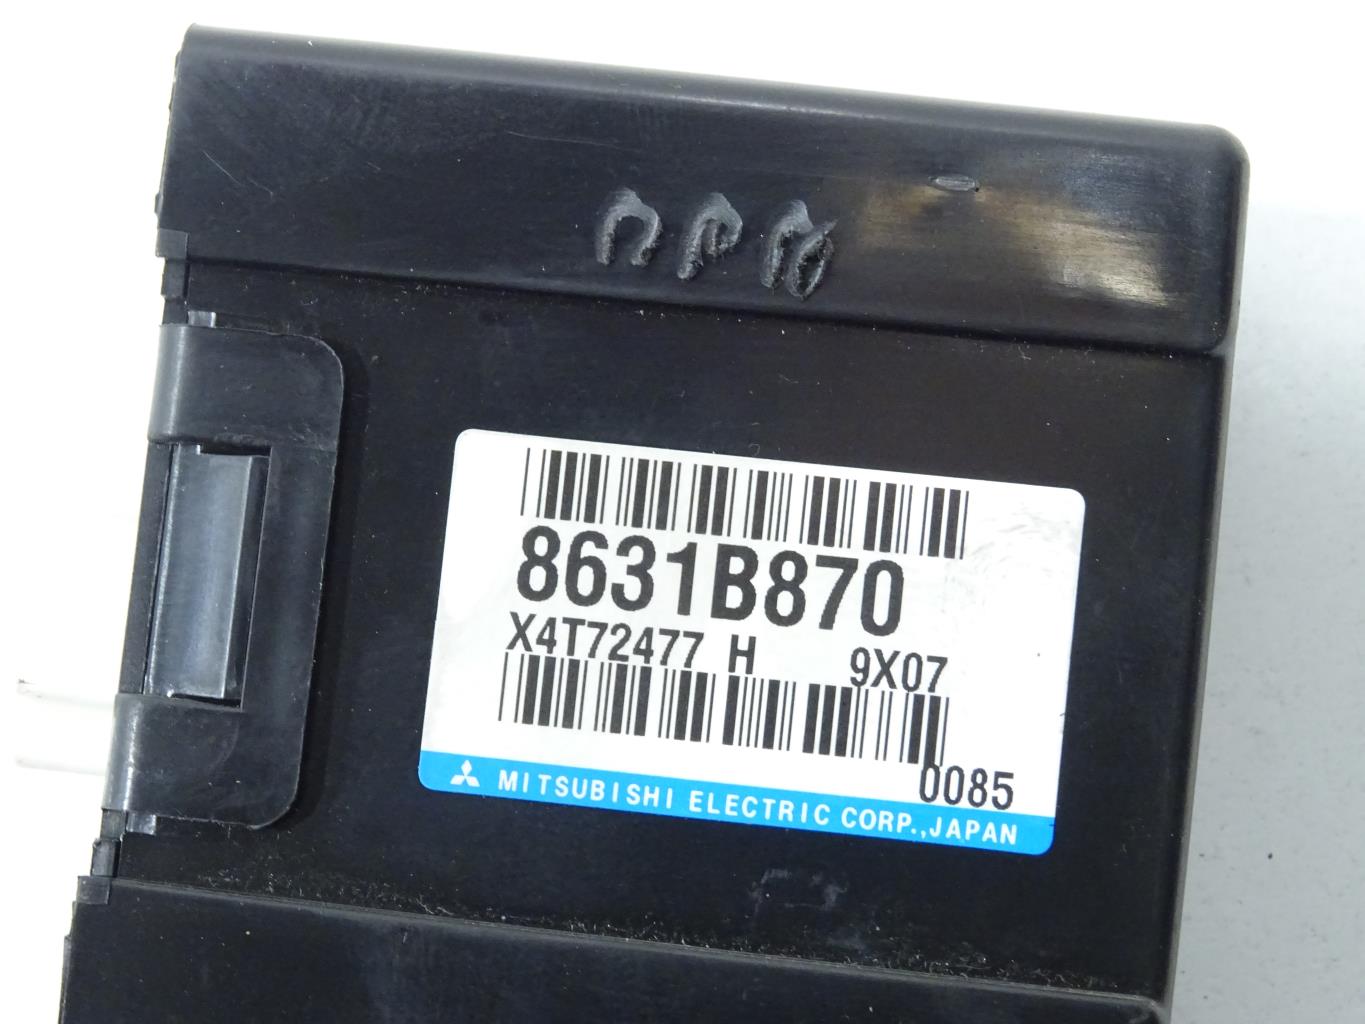 8631B870
X4T72477 H 9X07
0085
MITSUBISHI ELECTRIC CORP., JAPAN